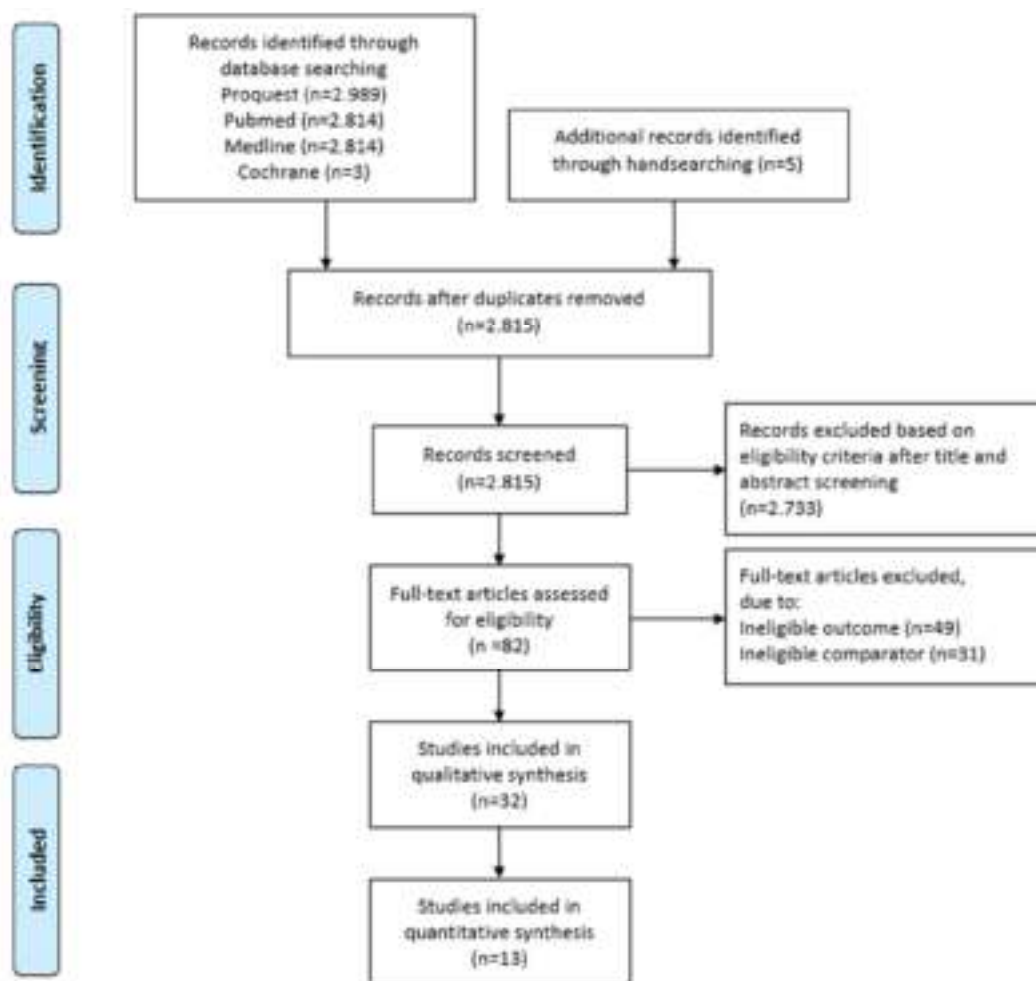 Identification
Records identified through
database searching
Proquest (n=2.989)
Pubmed (n=2.814)
Medline (n=2.814)
Cochrane (n=3)
Additional records identified
through handsearching (n=5)
Screening
Records after duplicates removed
(n=2.815)
Records screened
(n=2.815)
Records excluded based on
eligibility criteria after title and
abstract screening
(n=2.733)
Eligibility
Full-text articles assessed
for eligibility
(n =82)
Full-text articles excluded,
due to:
Ineligible outcome (n=49)
Ineligible comparator (n=31)
Included
Studies included in
qualitative synthesis
(n=32)
Studies included in
quantitative synthesis
(n=13)